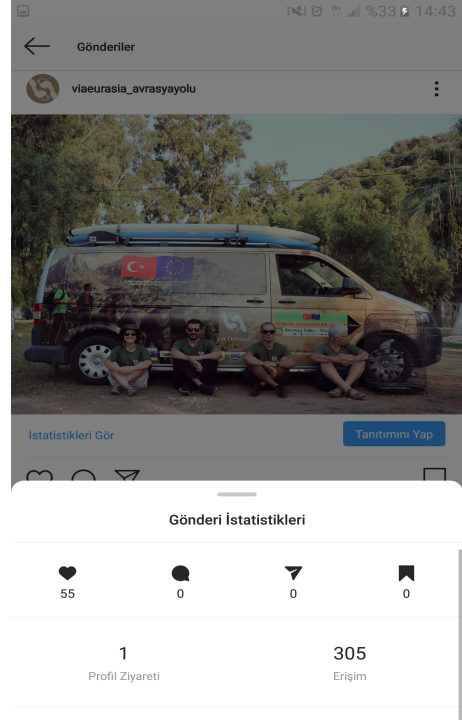 %33 14:43
Gönderiler
viaeurasia_avrasyayolu
İstatistikleri Gör
Tanıtımını Yap
Gönderi İstatistikleri
55 0 0 0
1 305
Profil Ziyareti Erişim